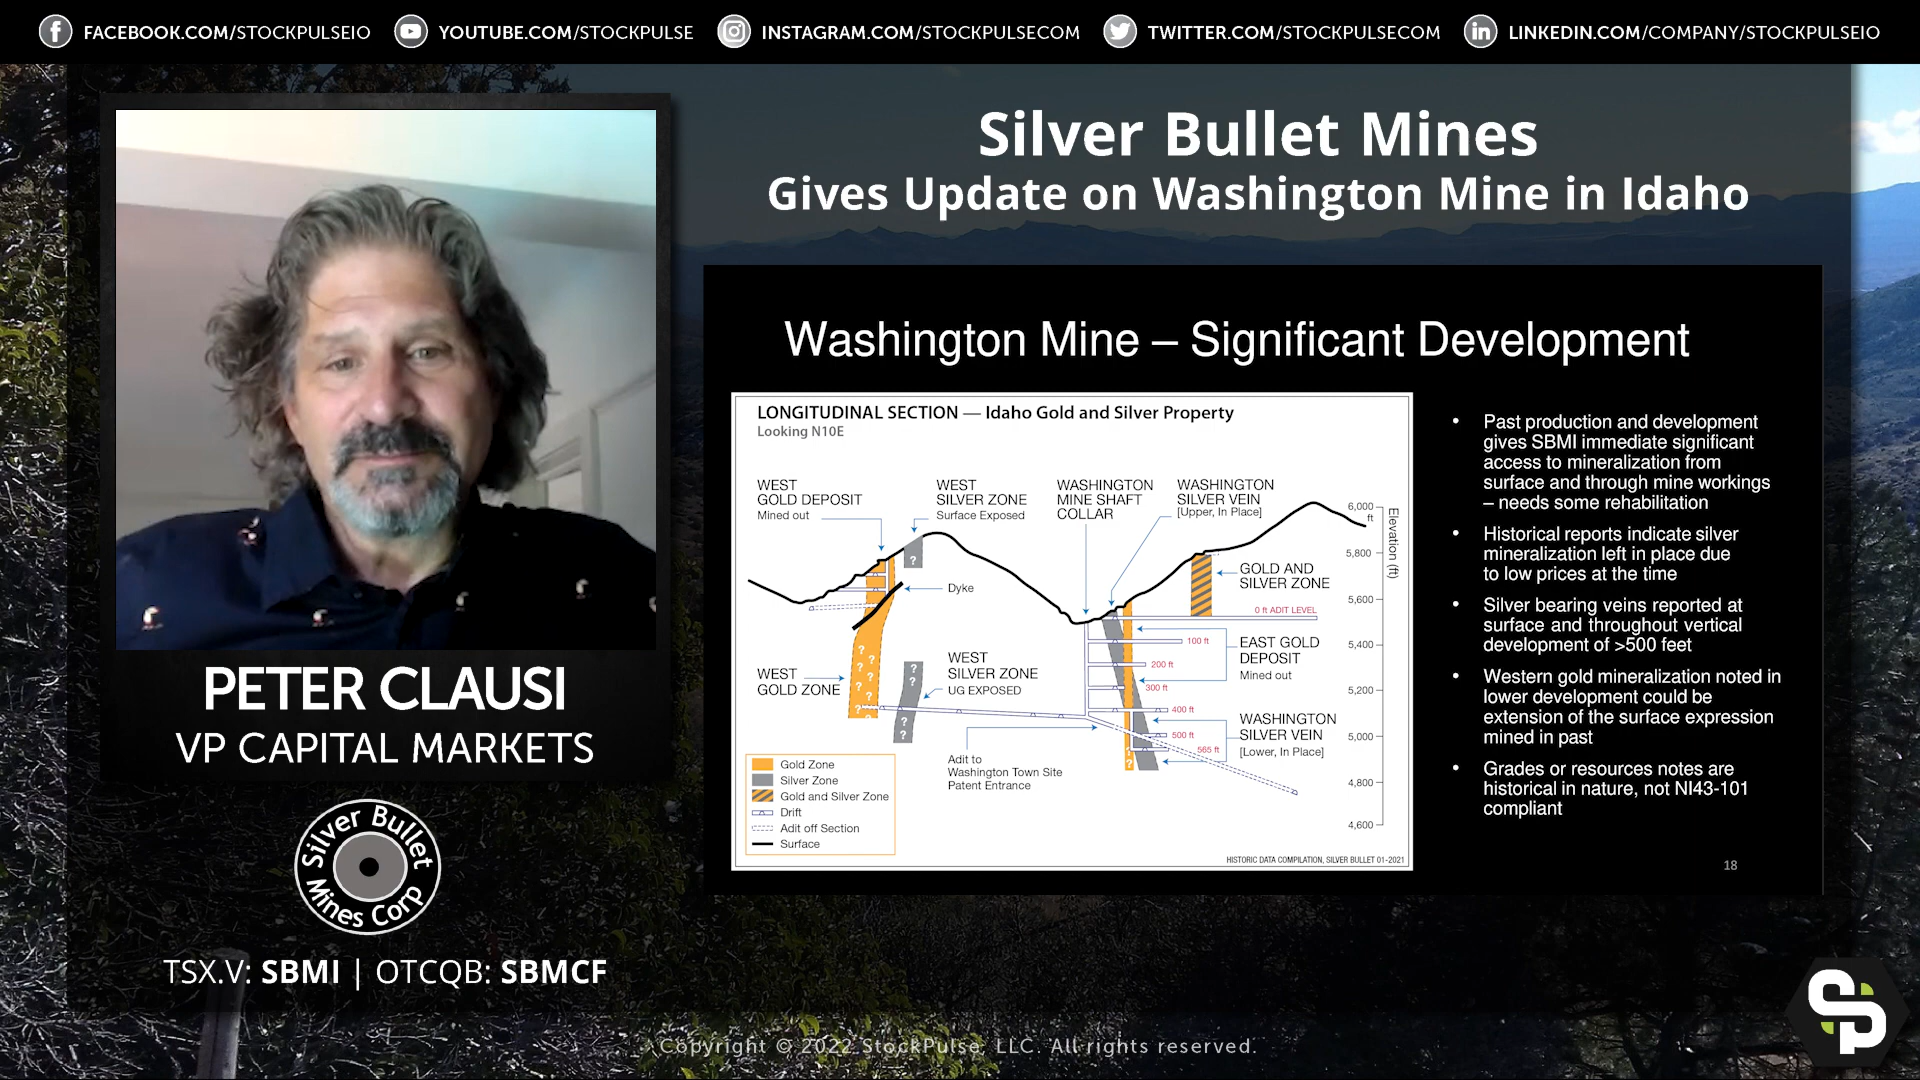 FACEBOOK.COM/STOCKPULSEIO
YOUTUBE.COM/STOCKPULSE
INSTAGRAM.COM/STOCKPULSECOM
TWITTER.COM/STOCKPULSECOM
LINKEDIN.COM/COMPANY/STOCKPULSEIO
Silver Bullet Mines
Gives Update on Washington Mine in Idaho
PETER CLAUSI
VP CAPITAL MARKETS
Silver Bullet
Mines Corp
TSX.V: SBMI | OTCQB: SBMCF
Washington Mine – Significant Development
LONGITUDINAL SECTION — Idaho Gold and Silver Property
Looking N10E
WEST
GOLD DEPOSIT
Mined out
WEST
SILVER ZONE
Surface Exposed
WASHINGTON
MINE SHAFT
COLLAR
WASHINGTON
SILVER VEIN
[Upper, In Place]
6,000
ft
5,800
5,600
5,400
5,200
5,000
4,800
4,600
Elevation (ft)
?
Dyke
GOLD AND
SILVER ZONE
0 ft ADIT LEVEL
100 ft
200 ft
300 ft
400 ft
500 ft
565 ft
EAST GOLD
DEPOSIT
Mined out
WEST
GOLD ZONE
? ?
? ?
? ?
? ?
WEST
SILVER ZONE
UG EXPOSED
?
?
?
?
WASHINGTON
SILVER VEIN
[Lower, In Place]
?
Adit to
Washington Town Site
Patent Entrance
Gold Zone
Silver Zone
Gold and Silver Zone
Drift
Adit off Section
Surface
HISTORIC DATA COMPILATION, SILVER BULLET 01-2021
• Past production and development
gives SBMI immediate significant
access to mineralization from
surface and through mine workings
– needs some rehabilitation
• Historical reports indicate silver
mineralization left in place due
to low prices at the time
• Silver bearing veins reported at
surface and throughout vertical
development of >500 feet
• Western gold mineralization noted in
lower development could be
extension of the surface expression
mined in past
• Grades or resources notes are
historical in nature, not NI43-101
compliant
18
SP
Copyright © 2022 StockPulse, LLC. All rights reserved.